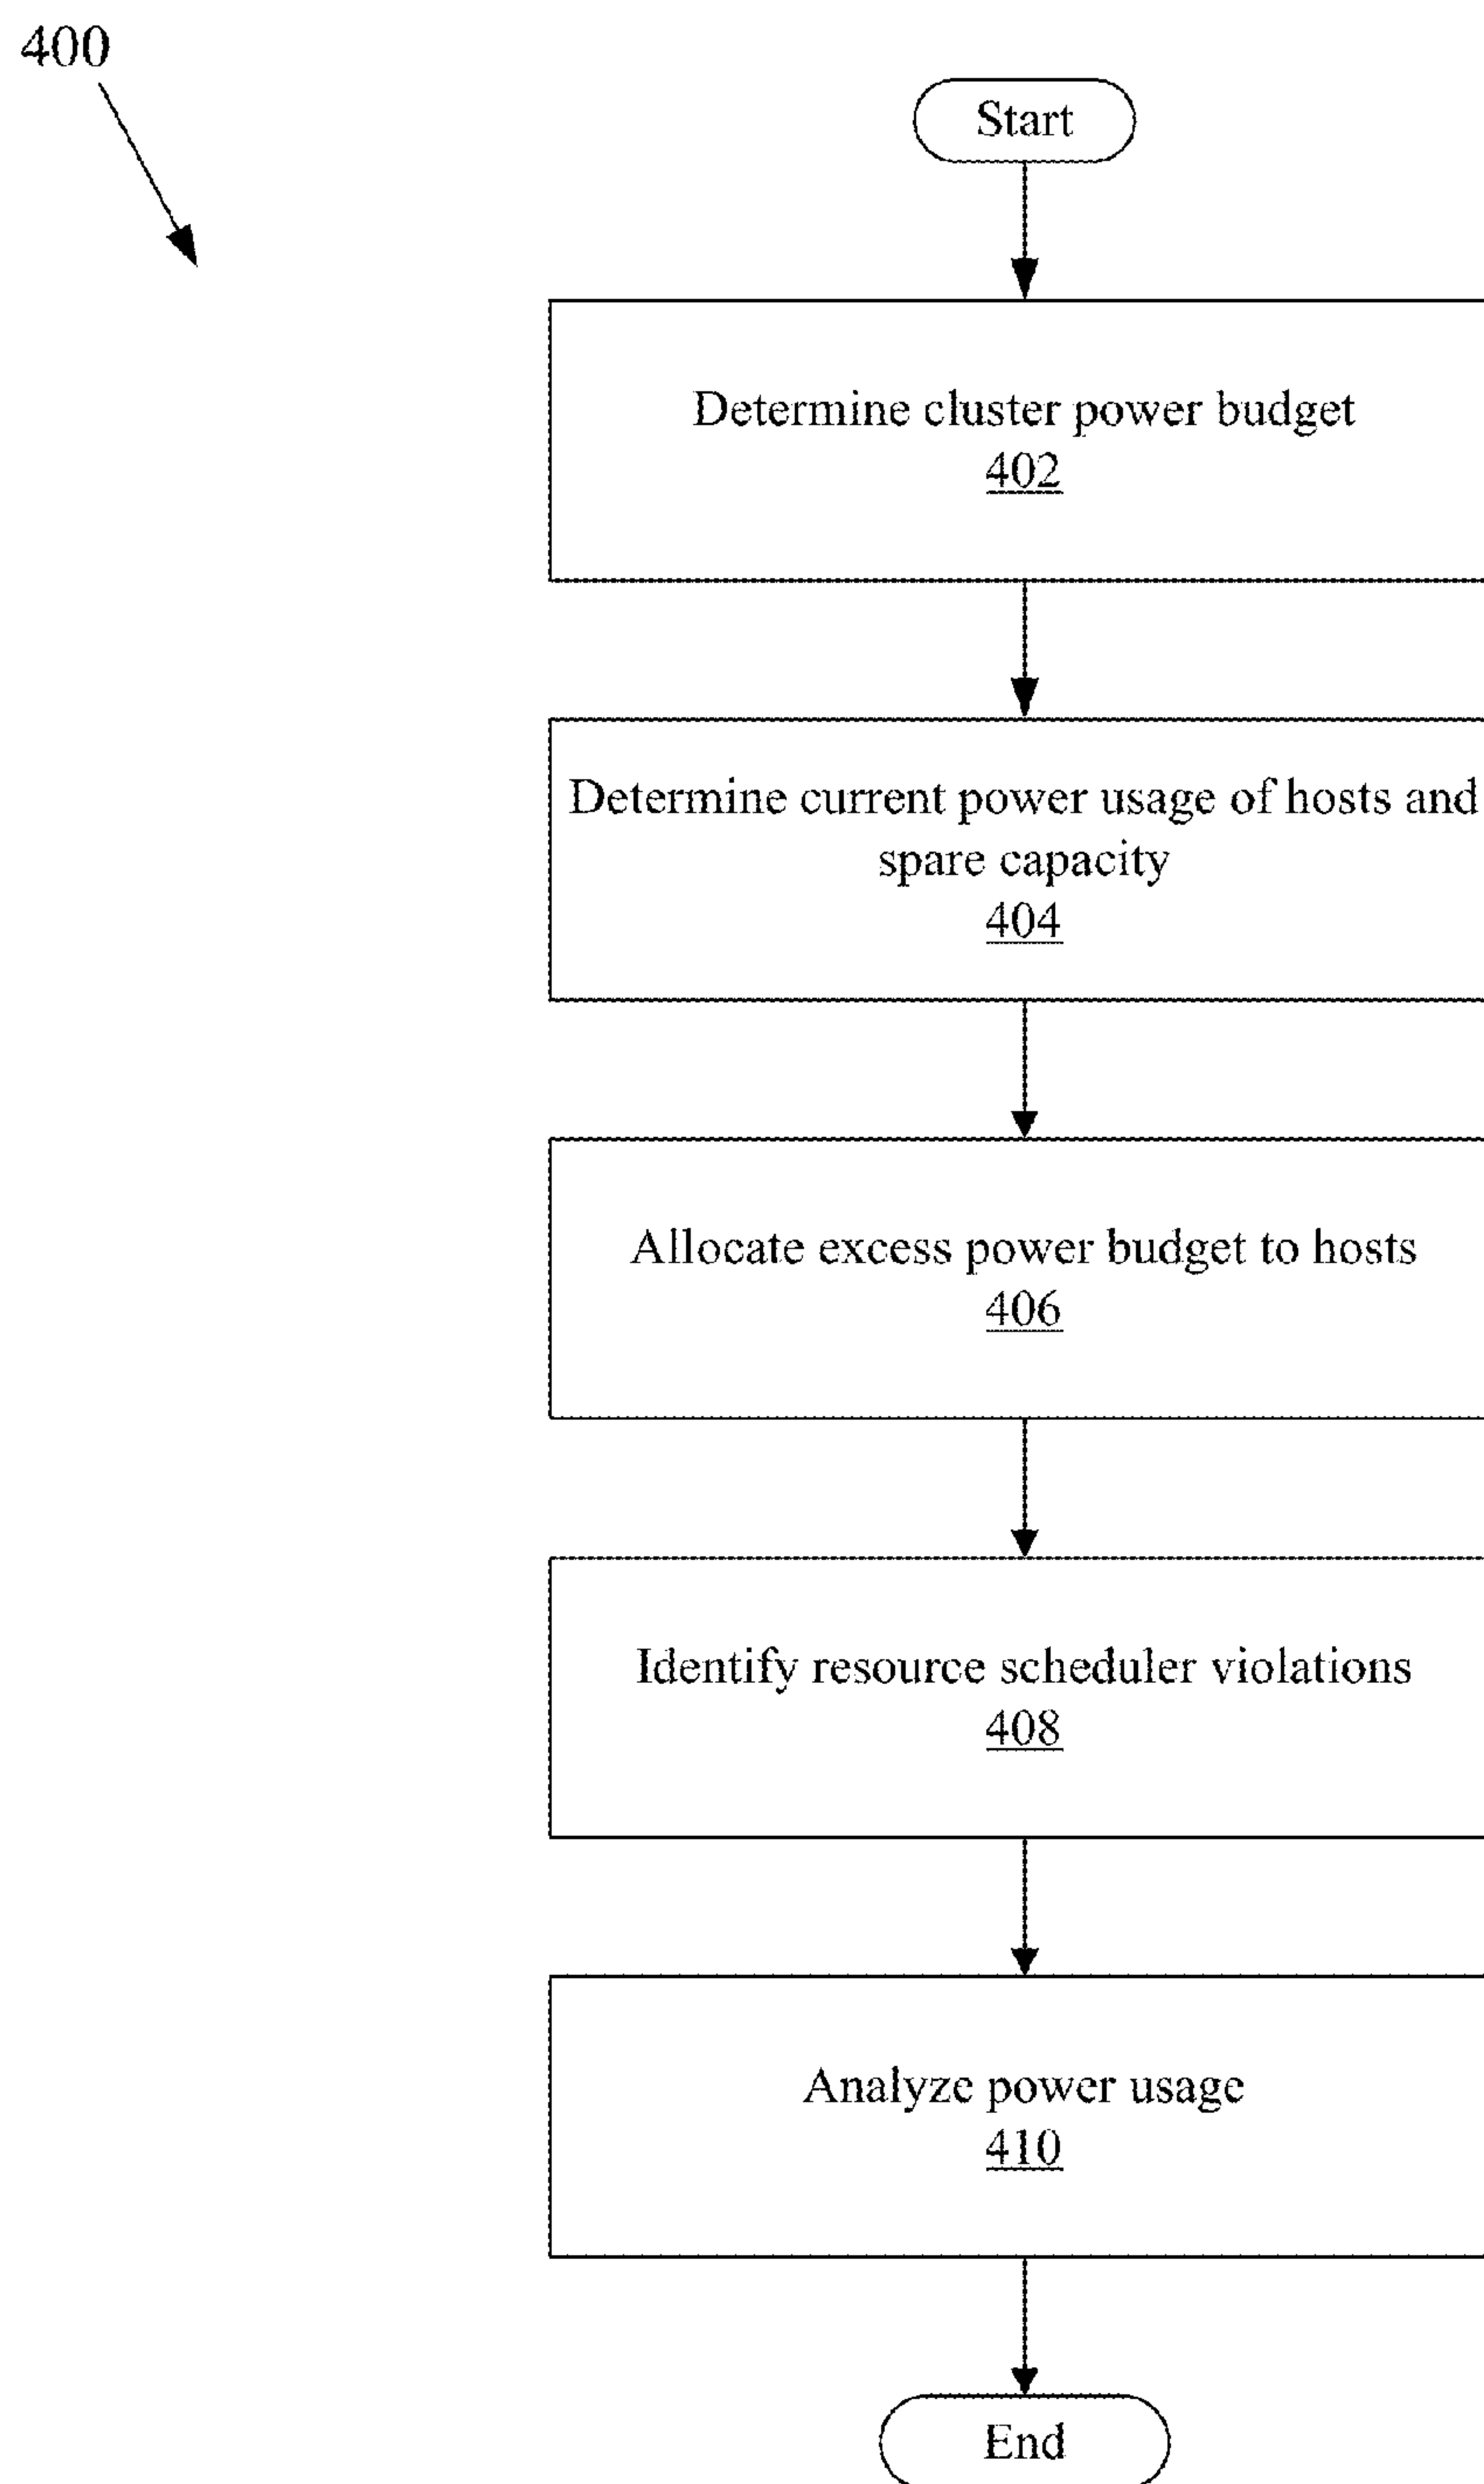 400
Start
Determine cluster power budget
402
Determine current power usage of hosts and
spare capacity
404
Allocate excess power budget to hosts
406
Identify resource scheduler violations
408
Analyze power usage
410
End